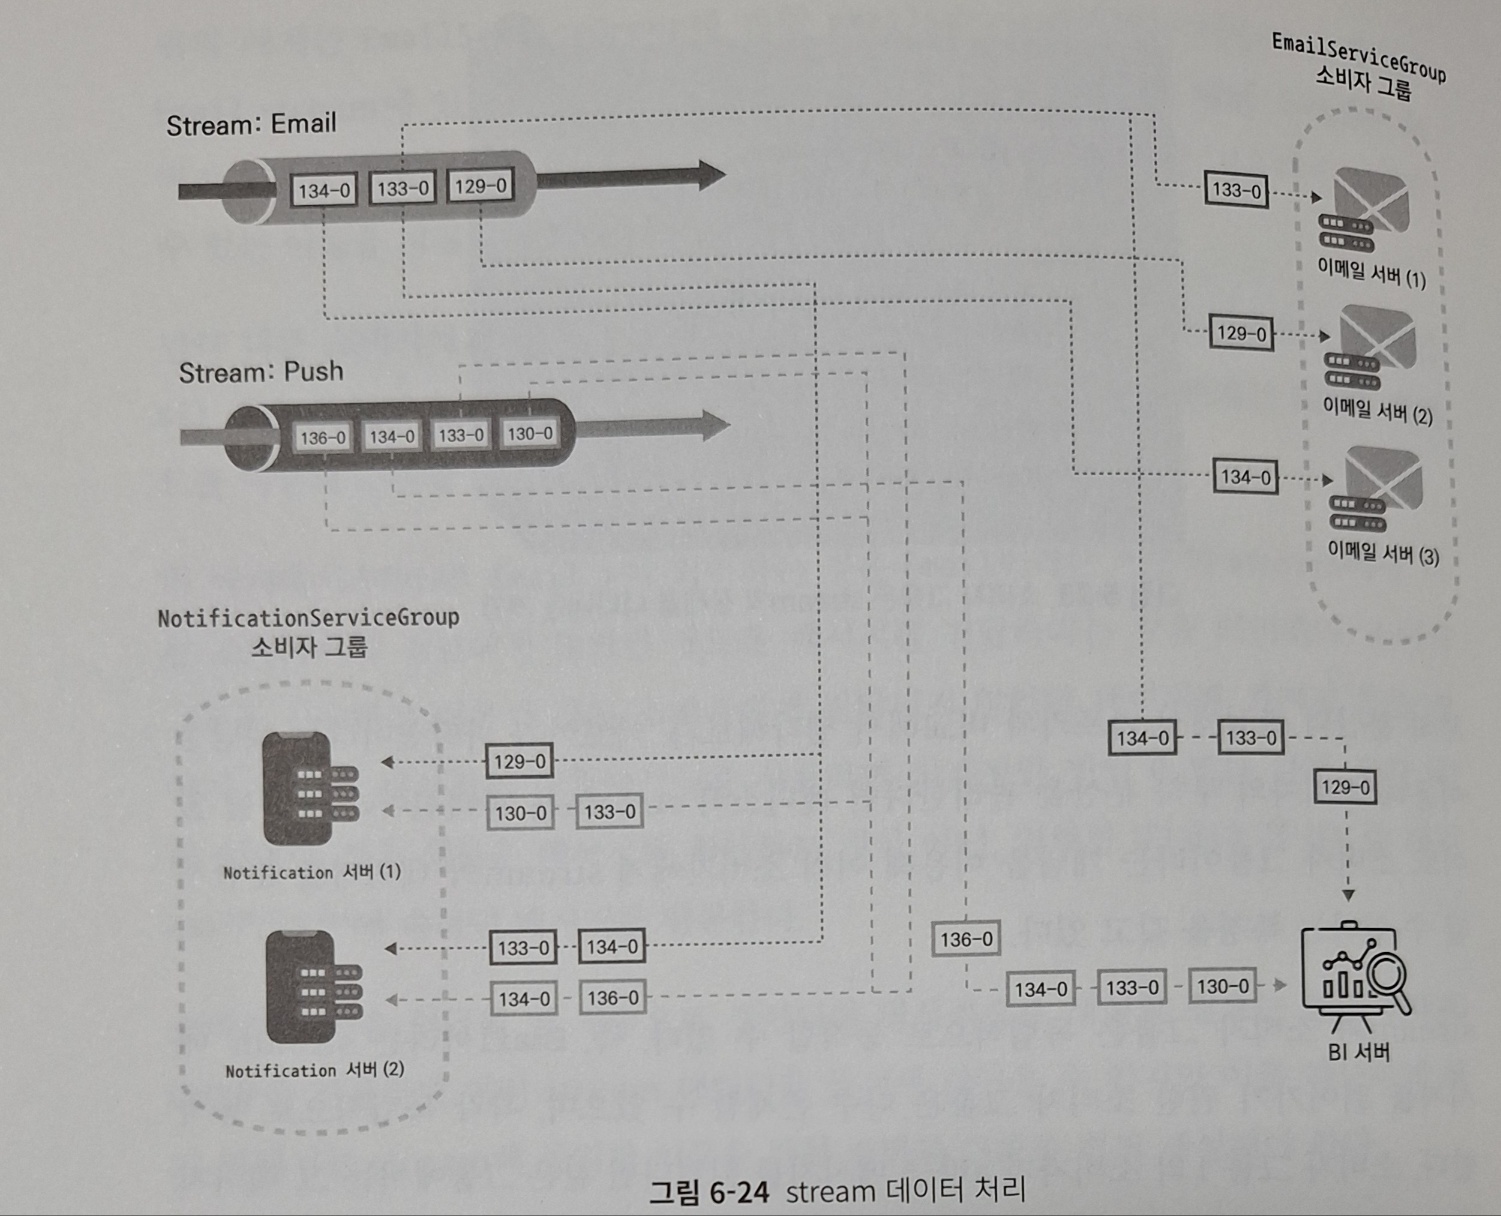 EmailServiceGroup
소비자 그룹
Stream: Email
134-0
133-0
129-0
133-0
이메일 서버 (1)
129-0
이메일 서버 (2)
134-0
이메일 서버 (3)
Stream: Push
136-0
134-0
133-0
130-0
NotificationServiceGroup
소비자 그룹
129-0
130-0
133-0
Notification 서버 (1)
133-0
134-0
134-0
136-0
Notification 서버 (2)
134-0
133-0
129-0
136-0
134-0
133-0
130-0
BI 서버
그림 6-24 stream 데이터 처리